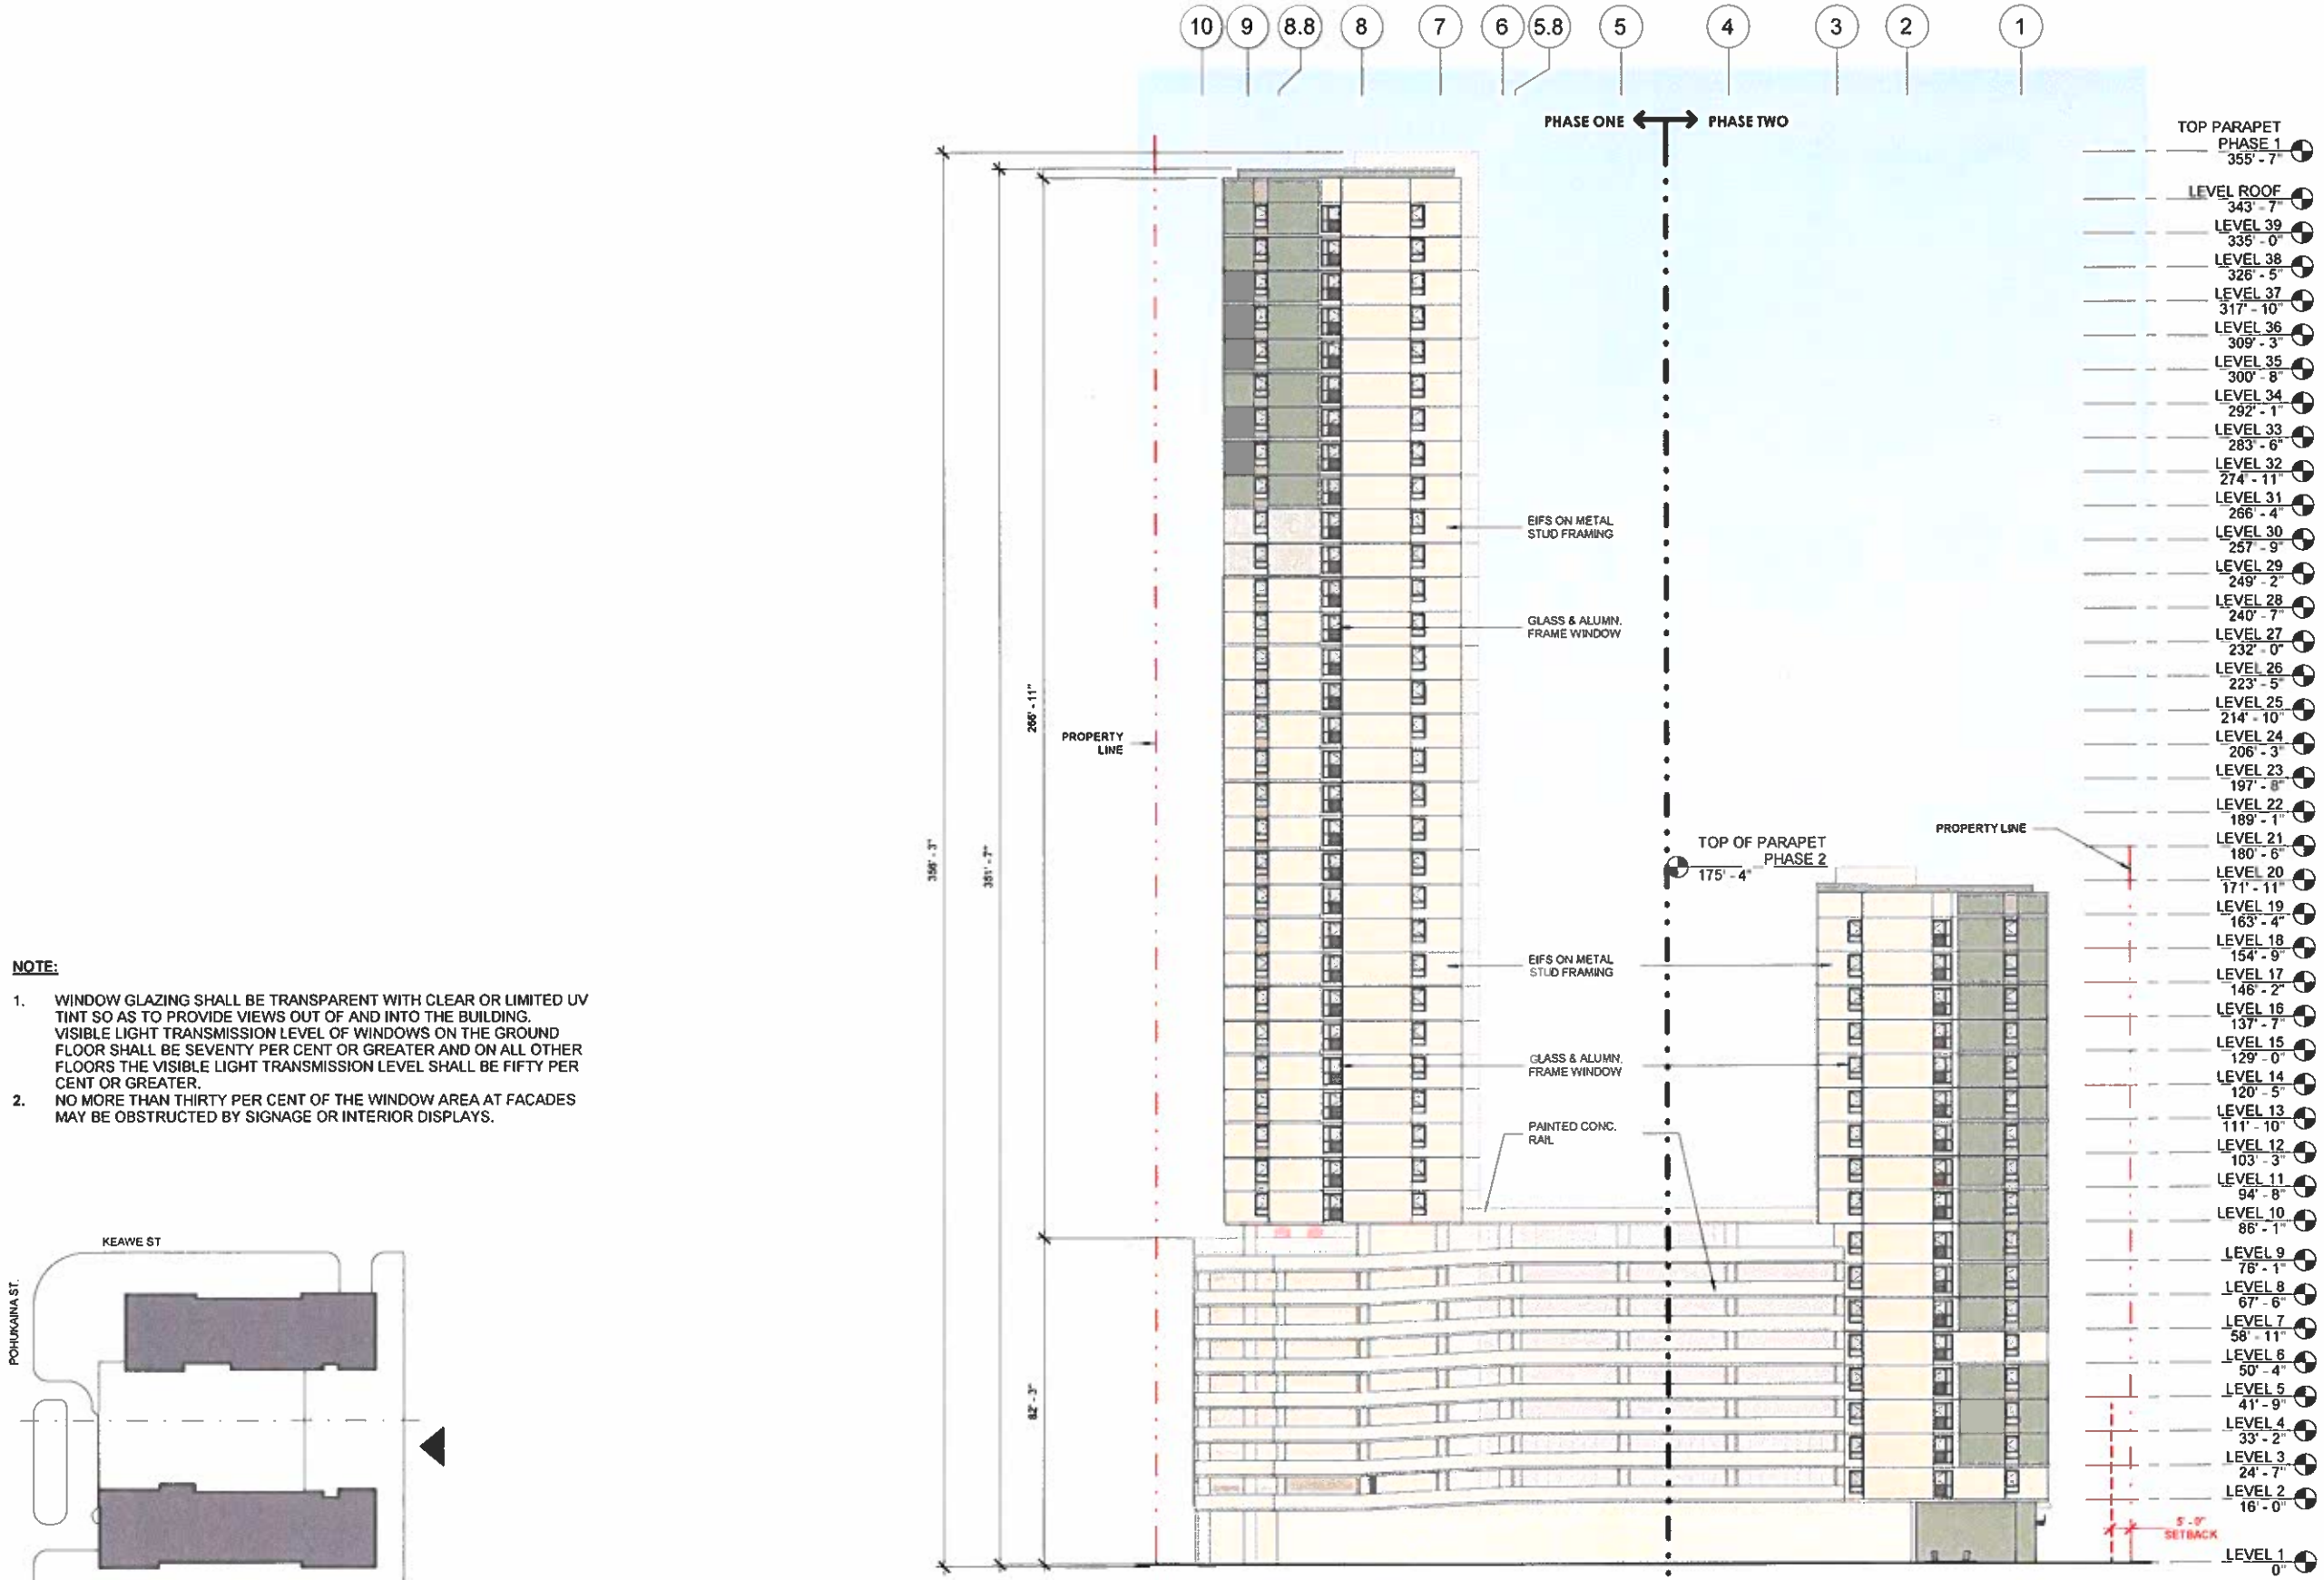 10 9 8.8 8 7 6 5.8 5 4 3 2 1
PHASE ONE PHASE TWO
TOP PARAPET
PHASE 1
355' - 7"
LEVEL ROOF
343' - 7"
LEVEL 39
335' - 0"
LEVEL 38
326' - 5"
LEVEL 37
317' - 10"
LEVEL 36
309' - 3"
LEVEL 35
300' - 8"
LEVEL 34
292' - 1"
LEVEL 33
283' - 6"
LEVEL 32
274' - 11"
LEVEL 31
266' - 4"
LEVEL 30
257' - 9"
LEVEL 29
249' - 2"
LEVEL 28
240' - 7"
LEVEL 27
232' - 0"
LEVEL 26
223' - 5"
LEVEL 25
214' - 10"
LEVEL 24
206' - 3"
LEVEL 23
197' - 8"
LEVEL 22
189' - 1"
LEVEL 21
180' - 6"
LEVEL 20
171' - 11"
LEVEL 19
163' - 4"
LEVEL 18
154' - 9"
LEVEL 17
146' - 2"
LEVEL 16
137' - 7"
LEVEL 15
129' - 0"
LEVEL 14
120' - 5"
LEVEL 13
111' - 10"
LEVEL 12
103' - 3"
LEVEL 11
94' - 8"
LEVEL 10
86' - 1"
LEVEL 9
76' - 1"
LEVEL 8
67' - 6"
LEVEL 7
58' - 11"
LEVEL 6
50' - 4"
LEVEL 5
41' - 9"
LEVEL 4
33' - 2"
LEVEL 3
24' - 7"
LEVEL 2
16' - 0"
LEVEL 1
0"
5' - 0"
SETBACK
EIFS ON METAL
STUD FRAMING
GLASS & ALUMN.
FRAME WINDOW
266' - 11"
PROPERTY
LINE
356' - 3"
351' - 7"
PROPERTY LINE
TOP OF PARAPET
PHASE 2
175' - 4"
EIFS ON METAL
STUD FRAMING
GLASS & ALUMN.
FRAME WINDOW
PAINTED CONC.
RAIL
82' - 3"
NOTE:
1. WINDOW GLAZING SHALL BE TRANSPARENT WITH CLEAR OR LIMITED UV
TINT SO AS TO PROVIDE VIEWS OUT OF AND INTO THE BUILDING.
VISIBLE LIGHT TRANSMISSION LEVEL OF WINDOWS ON THE GROUND
FLOOR SHALL BE SEVENTY PER CENT OR GREATER AND ON ALL OTHER
FLOORS THE VISIBLE LIGHT TRANSMISSION LEVEL SHALL BE FIFTY PER
CENT OR GREATER.
2. NO MORE THAN THIRTY PER CENT OF THE WINDOW AREA AT FACADES
MAY BE OBSTRUCTED BY SIGNAGE OR INTERIOR DISPLAYS.
KEAWE ST
POHUKAINA ST.